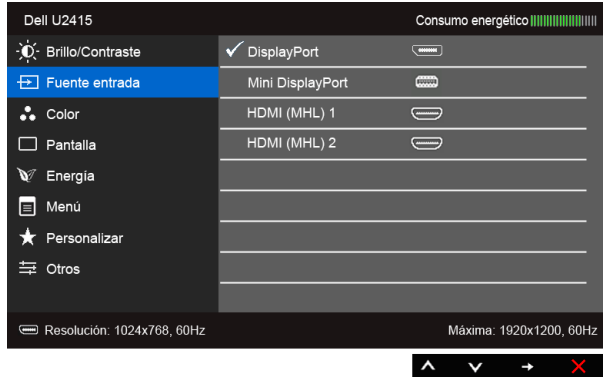 Dell U2415
Consumo energético
Brillo/Contraste
Fuente entrada
Color
Pantalla
Energía
Menú
Personalizar
Otros
DisplayPort
Mini DisplayPort
HDMI (MHL) 1
HDMI (MHL) 2
Resolución: 1024x768, 60Hz
Máxima: 1920x1200, 60Hz